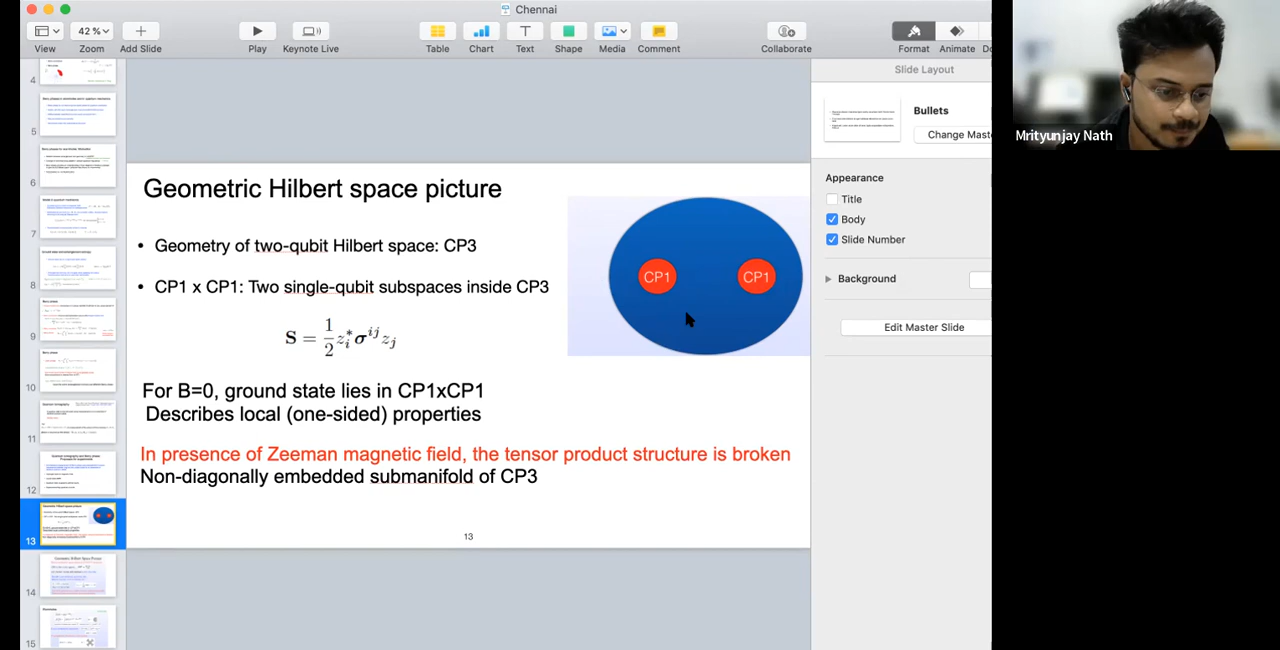 Chennai
42 %
View
Zoom
Add Slide
Play
Keynote Live
Table
Chart
Text
Shape
Media
Comment
Collaborate
Format
Animate
Slide Layout
Change Mast
Appearance
Title
Body
Slide Number
Background
Edit Master Slide
Mrityunjay Nath
4
5
6
7
8
9
10
11
12
13
14
15
Geometric Hilbert space picture
• Geometry of two-qubit Hilbert space: CP3
• CP1 x CP1: Two single-qubit subspaces inside CP3
CP1
CP1
S = 1/2 z*i σ^ij zj
For B=0, ground state lies in CP1xCP1
Describes local (one-sided) properties
In presence of Zeeman magnetic field, the tensor product structure is broken
Non-diagonally embedded submanifold of CP3
13